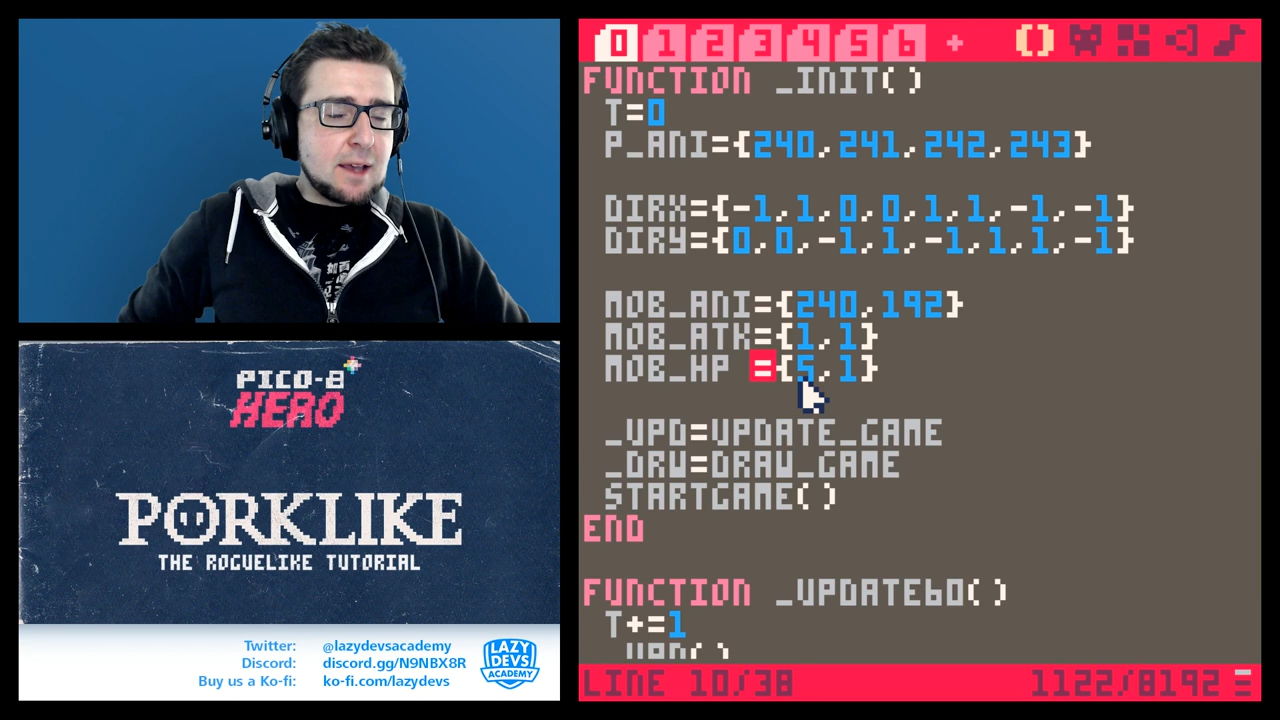 0 1 2 3 4 5 6 +
FUNCTION _INIT()
T=0
P_ANI={240,241,242,243}
DIRX={-1,1,0,0,1,1,-1,-1}
DIRY={0,0,-1,1,-1,1,1,-1}
MOB_ANI={240,192}
MOB_ATK={1,1}
MOB_HP ={5,1}
_UPD=UPDATE_GAME
_DRW=DRAW_GAME
STARTGAME()
END
FUNCTION _UPDATE60()
T+=1
_UPD()
LINE 10/38 1122/8192
PICO-8
HERO
PORKLIKE
THE ROGUELIKE TUTORIAL
Twitter: @lazydevsacademy
Discord: discord.gg/N9NBX8R
Buy us a Ko-fi: ko-fi.com/lazydevs
LAZY
DEVS
ACADEMY